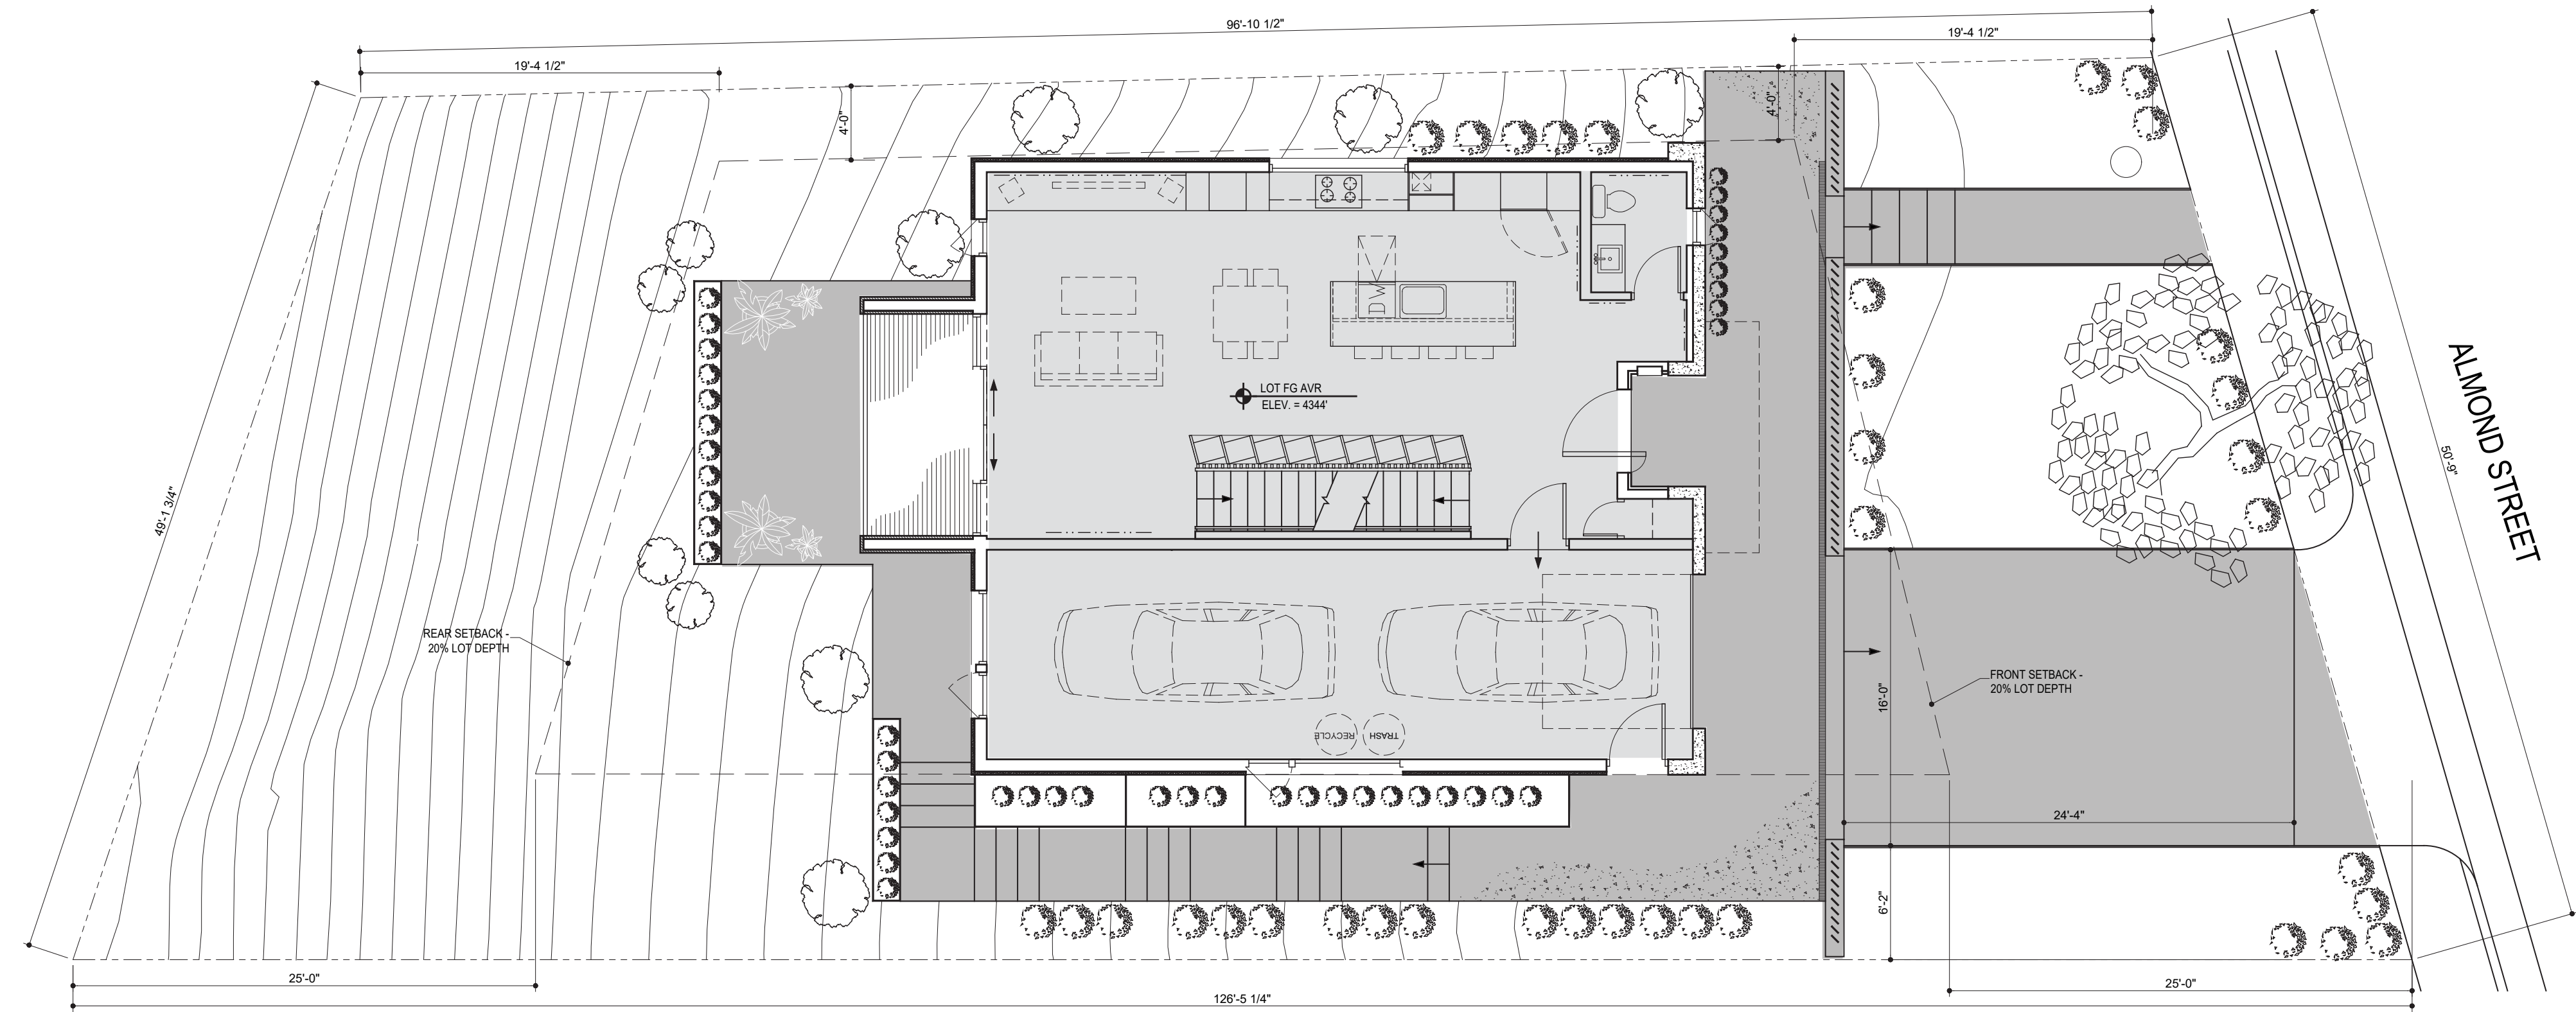 96'-10 1/2"
19'-4 1/2"
19'-4 1/2"
4'-0"
4'-0"
49'-1 3/4"
50'-9"
ALMOND STREET
DW
LOT FG AVR
ELEV. = 4344'
REAR SETBACK -
20% LOT DEPTH
FRONT SETBACK -
20% LOT DEPTH
16'-0"
RECYCLE
TRASH
24'-4"
6'-2"
25'-0"
25'-0"
126'-5 1/4"